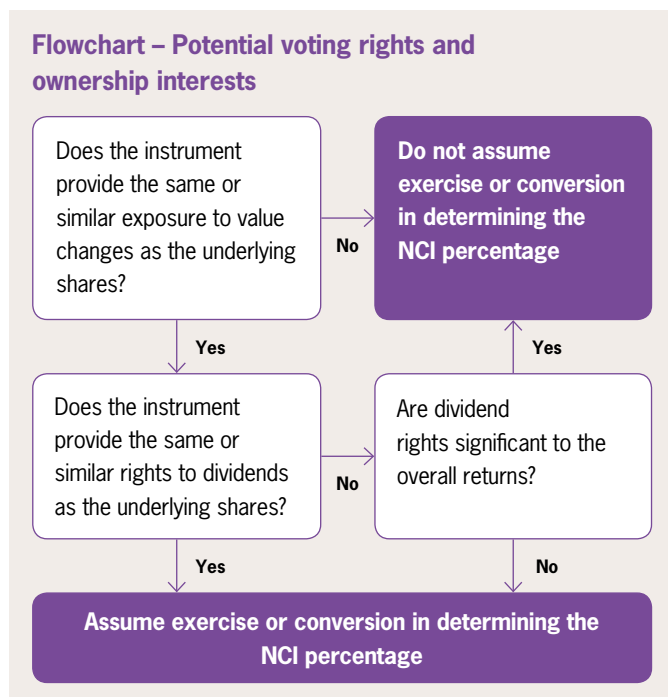 Flowchart – Potential voting rights and
ownership interests
Does the instrument
provide the same or
similar exposure to value
changes as the underlying
shares?
No
Do not assume
exercise or conversion
in determining the
NCI percentage
Yes
Yes
Does the instrument
provide the same or
similar rights to dividends
as the underlying shares?
No
Are dividend
rights significant to the
overall returns?
Yes
No
Assume exercise or conversion in determining the
NCI percentage